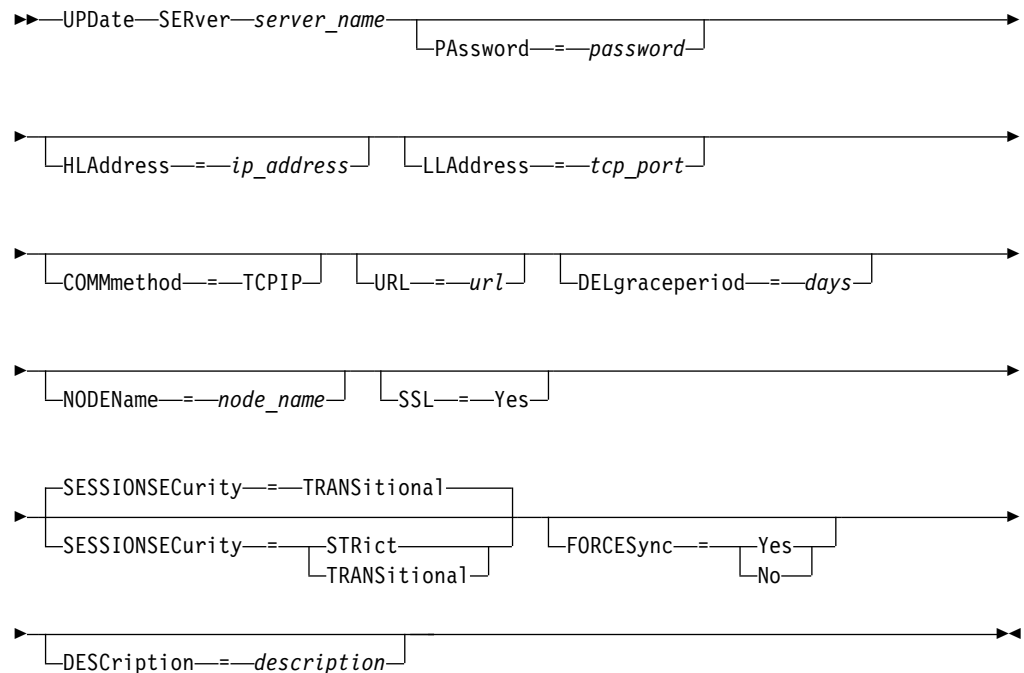 UPDate SERver server_name
PAssword = password
HLAddress = ip_address LLAddress = tcp_port
COMMmethod = TCPIP URL = url DELgraceperiod = days
NODEName = node_name SSL = Yes
SESSIONSECurity = TRANSitional
SESSIONSECurity = STRict
TRANSitional
FORCESync = Yes
No
DESCription = description